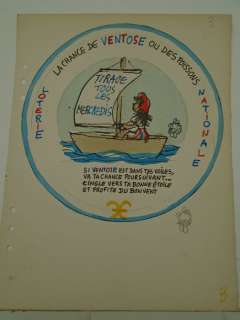 LA CHANCE DE VENTOSE OU DES POISSONS
LOTERIE
NATIONALE
TIRAGE
TOUS
LES
MERCREDIS
SI VENTOSE EST DANS TES VOILES,
VA TA CHANCE POURSUIVANT...
CINGLE VERS TA BONNE ÉTOILE
ET PROFITE DU BON VENT